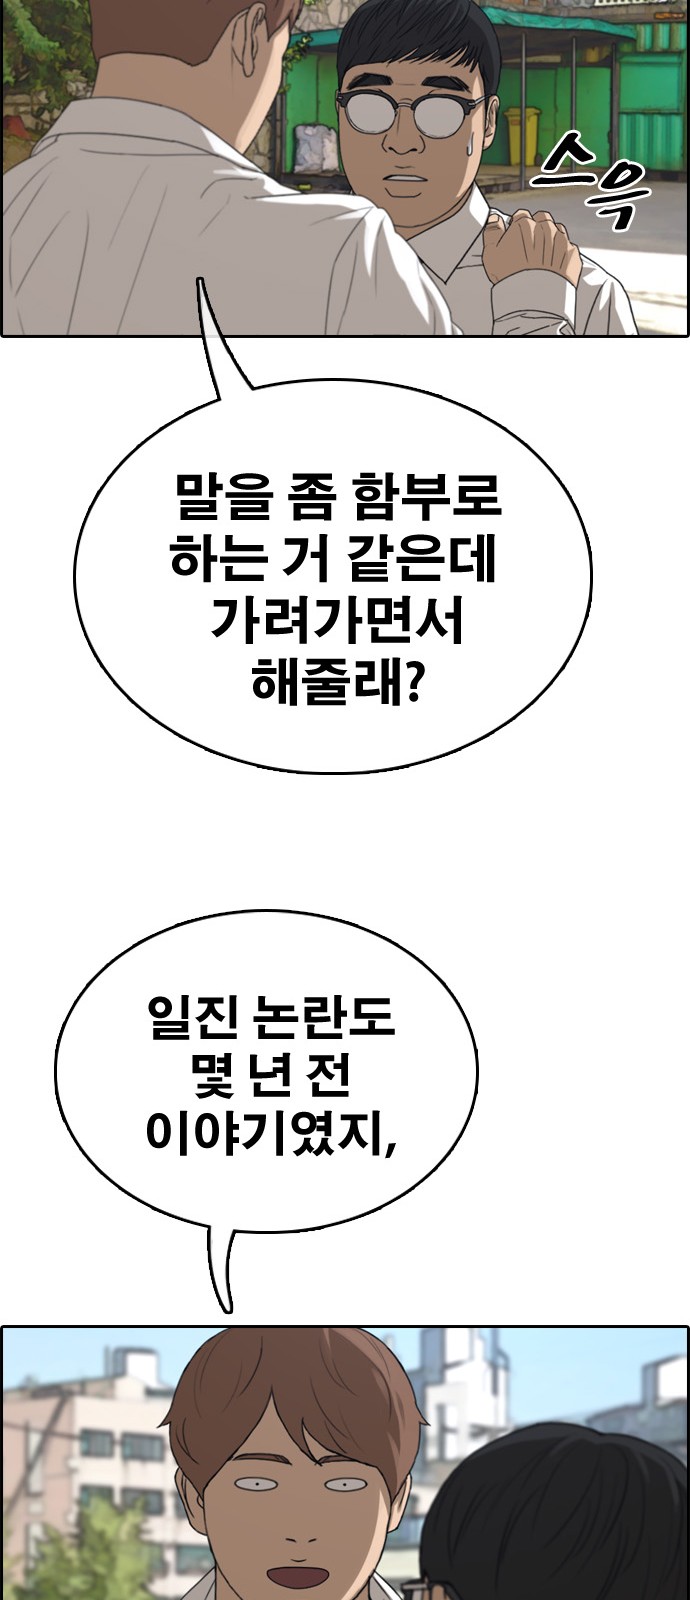 스윽
말을 좀 함부로
하는 거 같은데
가려가면서
해줄래?
일진 논란도
몇 년 전
이야기였지,